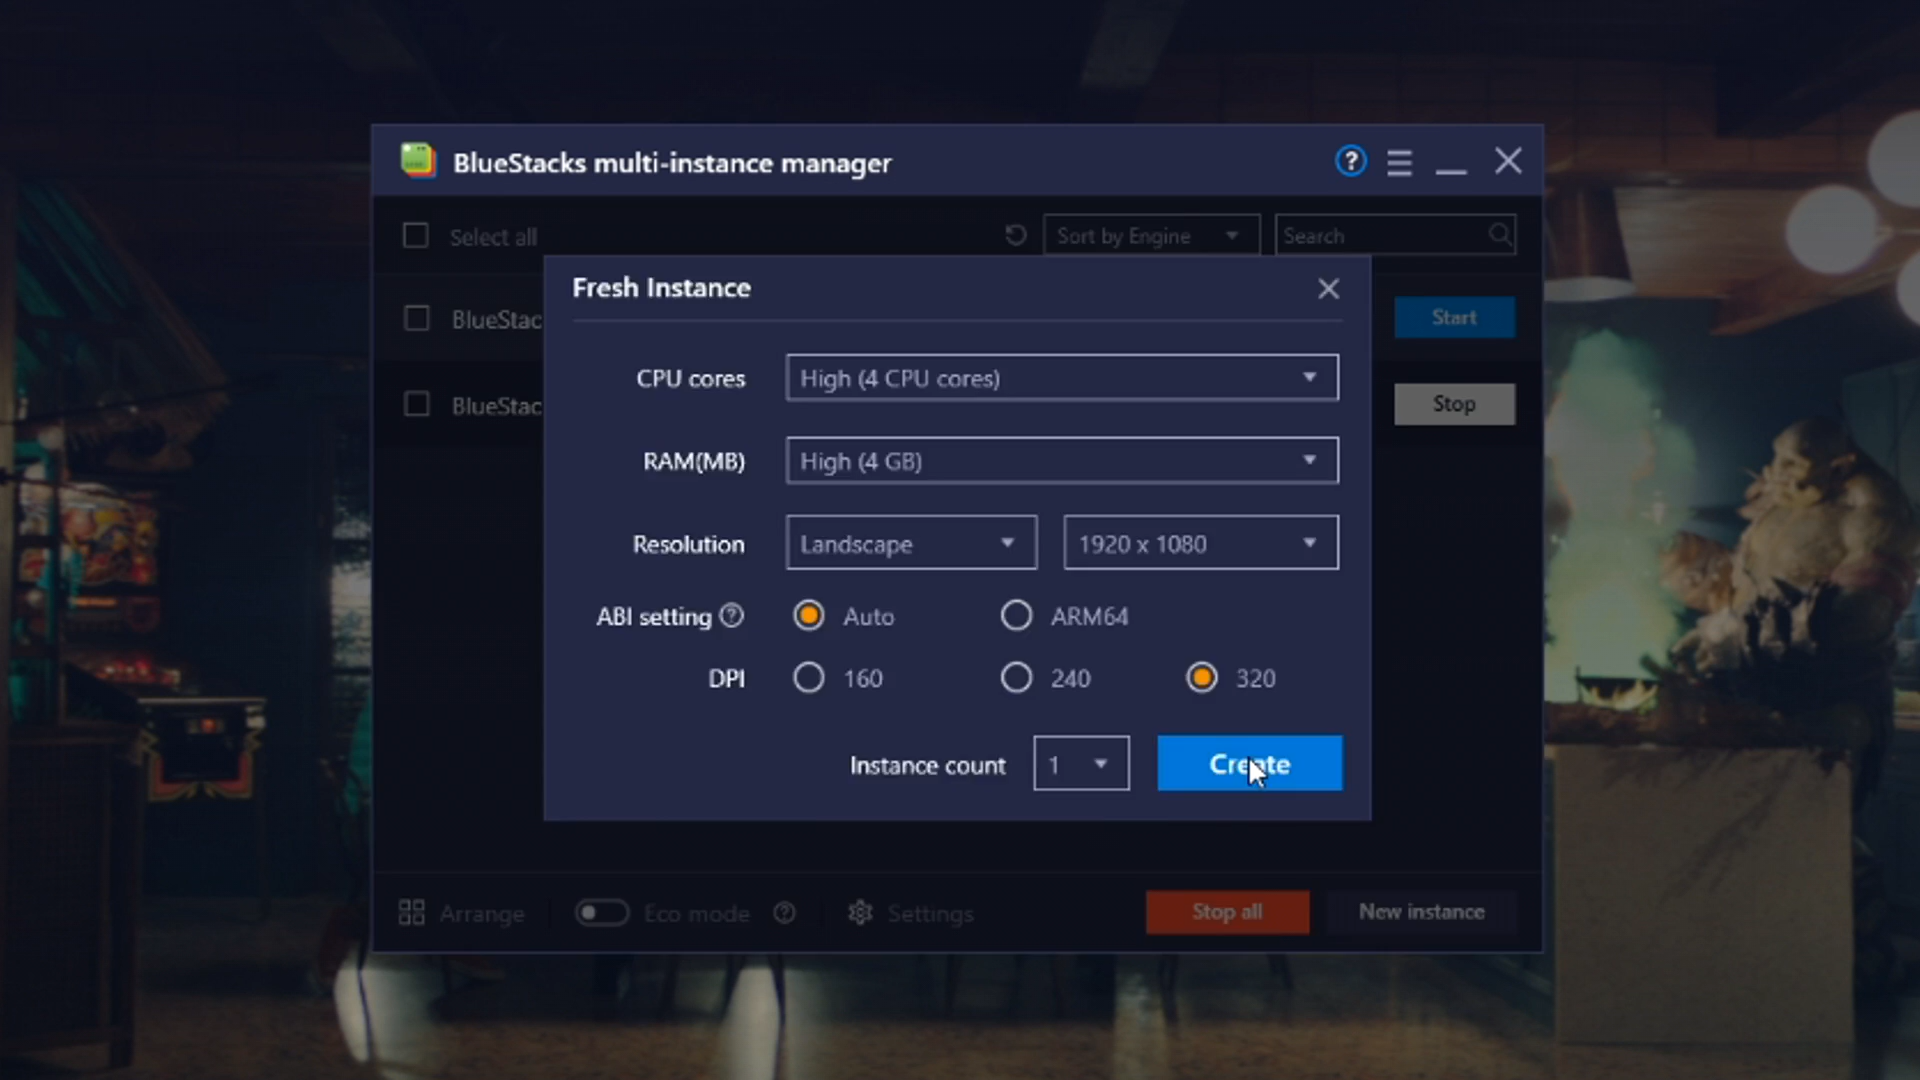 BlueStacks multi-instance manager
Select all
Sort by Engine
Search
Fresh Instance
BlueStac
Start
CPU cores
High (4 CPU cores)
BlueStac
Stop
RAM(MB)
High (4 GB)
Resolution
Landscape
1920 x 1080
ABI setting
Auto
ARM64
DPI
160
240
320
Instance count
1
Create
Arrange
Eco mode
Settings
Stop all
New instance